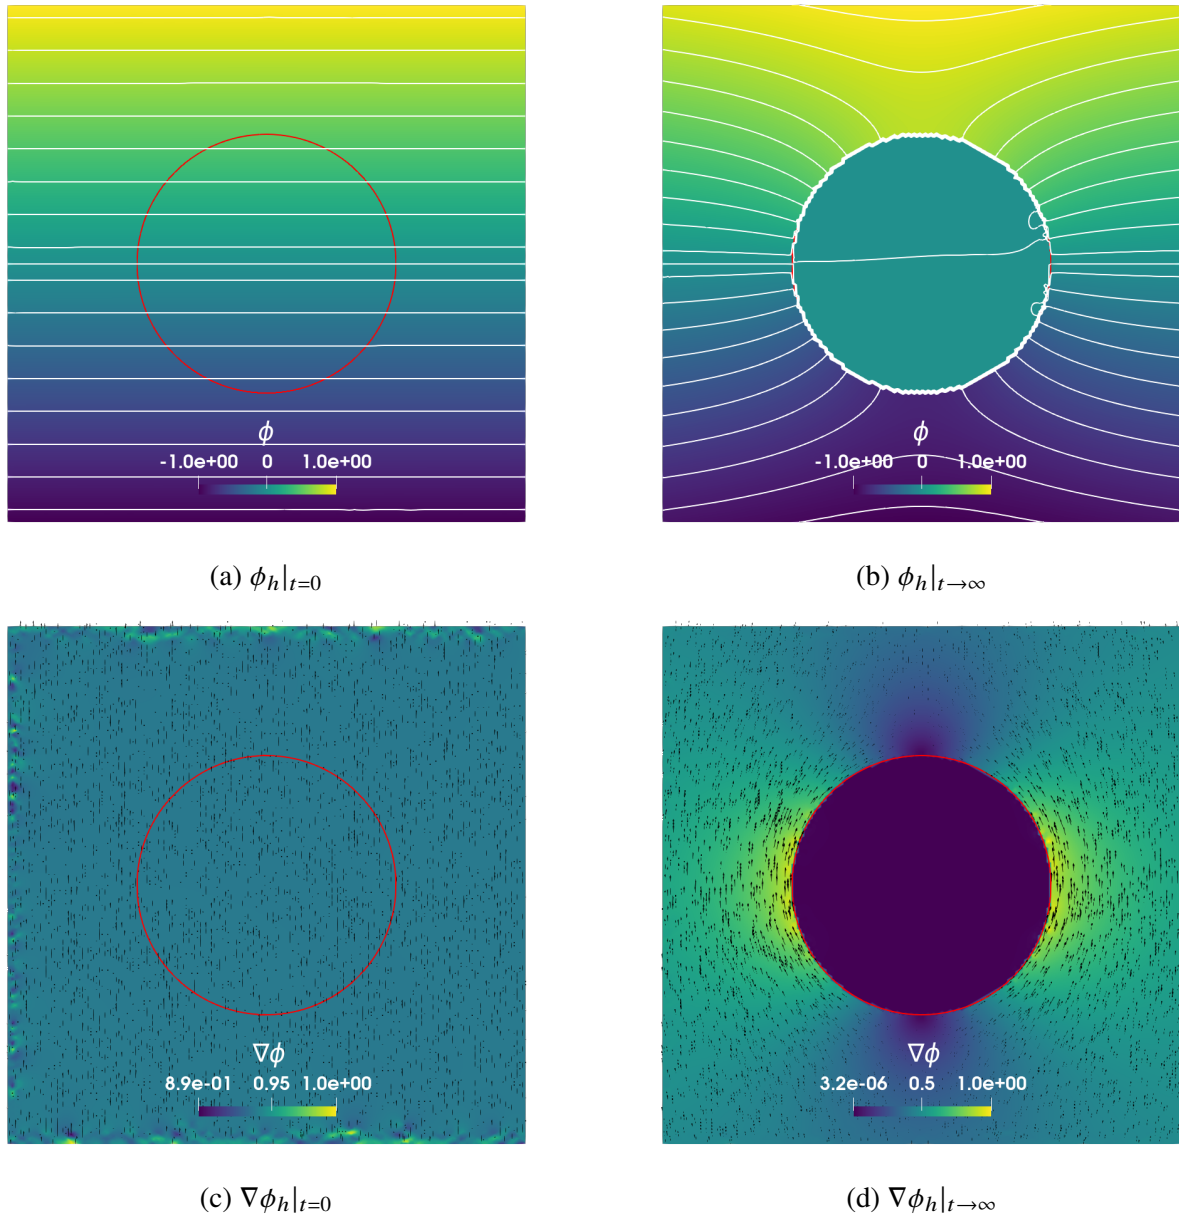 ϕ ϕ
-1.0e+00 0 1.0e+00 -1.0e+00 0 1.0e+00
(a) ϕₕ|ₜ₌₀ (b) ϕₕ|ₜ→∞
∇ϕ ∇ϕ
8.9e-01 0.95 1.0e+00 3.2e-06 0.5 1.0e+00
(c) ∇ϕₕ|ₜ₌₀ (d) ∇ϕₕ|ₜ→∞